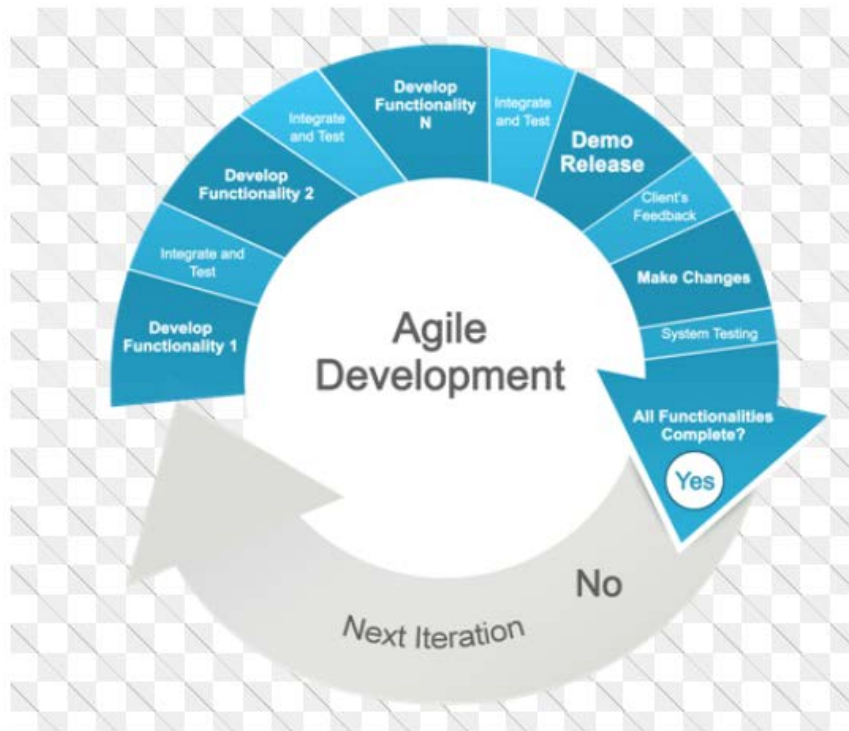 Develop
Functionality 1
Integrate and
Test
Develop
Functionality 2
Integrate
and Test
Develop
Functionality
N
Integrate
and Test
Demo
Release
Client's
Feedback
Make Changes
System Testing
All Functionalities
Complete?
Yes
No
Next Iteration
Agile
Development